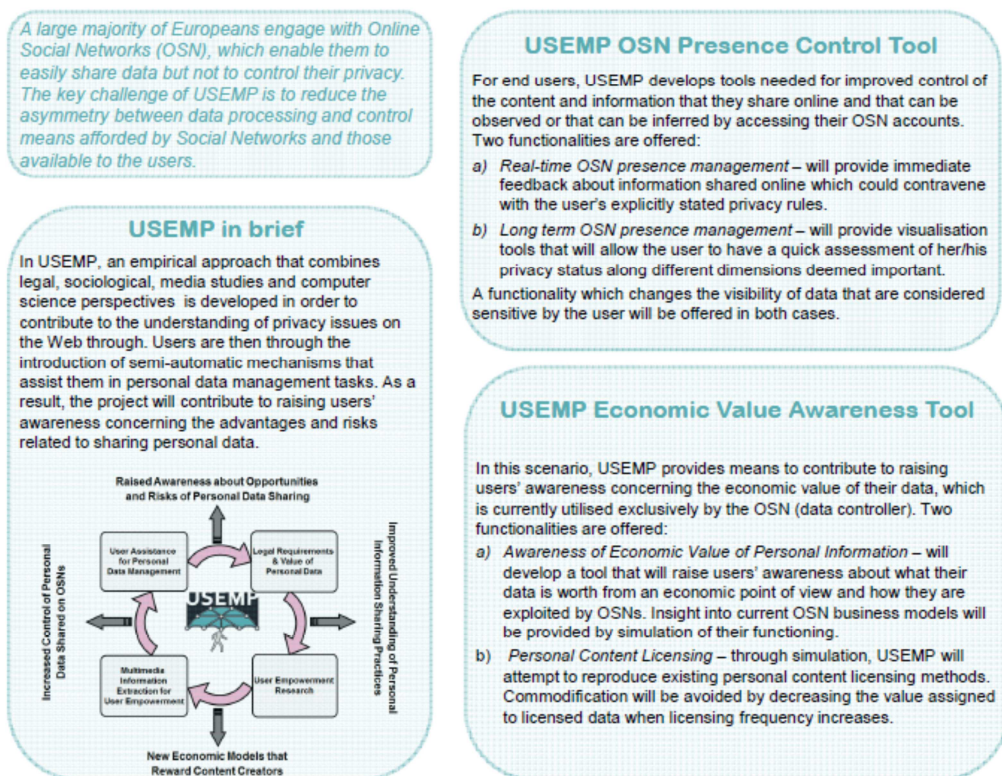 A large majority of Europeans engage with Online
Social Networks (OSN), which enable them to
easily share data but not to control their privacy.
The key challenge of USEMP is to reduce the
asymmetry between data processing and control
means afforded by Social Networks and those
available to the users.
USEMP in brief
In USEMP, an empirical approach that combines
legal, sociological, media studies and computer
science perspectives is developed in order to
contribute to the understanding of privacy issues on
the Web through. Users are then through the
introduction of semi-automatic mechanisms that
assist them in personal data management tasks. As a
result, the project will contribute to raising users'
awareness concerning the advantages and risks
related to sharing personal data.
Raised Awareness about Opportunities
and Risks of Personal Data Sharing
Increased Control of Personal
Data Shared on OSNs
User Assistance
for Personal
Data Management
Legal Requirements
& Value of
Personal Data
USEMP
Multimedia
Information
Extraction for
User Empowerment
User Empowerment
Research
Improved Understanding of Personal
Information Sharing Practices
New Economic Models that
Reward Content Creators
USEMP OSN Presence Control Tool
For end users, USEMP develops tools needed for improved control of
the content and information that they share online and that can be
observed or that can be inferred by accessing their OSN accounts.
Two functionalities are offered:
a) Real-time OSN presence management – will provide immediate
feedback about information shared online which could contravene
with the user's explicitly stated privacy rules.
b) Long term OSN presence management – will provide visualisation
tools that will allow the user to have a quick assessment of her/his
privacy status along different dimensions deemed important.
A functionality which changes the visibility of data that are considered
sensitive by the user will be offered in both cases.
USEMP Economic Value Awareness Tool
In this scenario, USEMP provides means to contribute to raising
users' awareness concerning the economic value of their data, which
is currently utilised exclusively by the OSN (data controller). Two
functionalities are offered:
a) Awareness of Economic Value of Personal Information – will
develop a tool that will raise users' awareness about what their
data is worth from an economic point of view and how they are
exploited by OSNs. Insight into current OSN business models will
be provided by simulation of their functioning.
b) Personal Content Licensing – through simulation, USEMP will
attempt to reproduce existing personal content licensing methods.
Commodification will be avoided by decreasing the value assigned
to licensed data when licensing frequency increases.